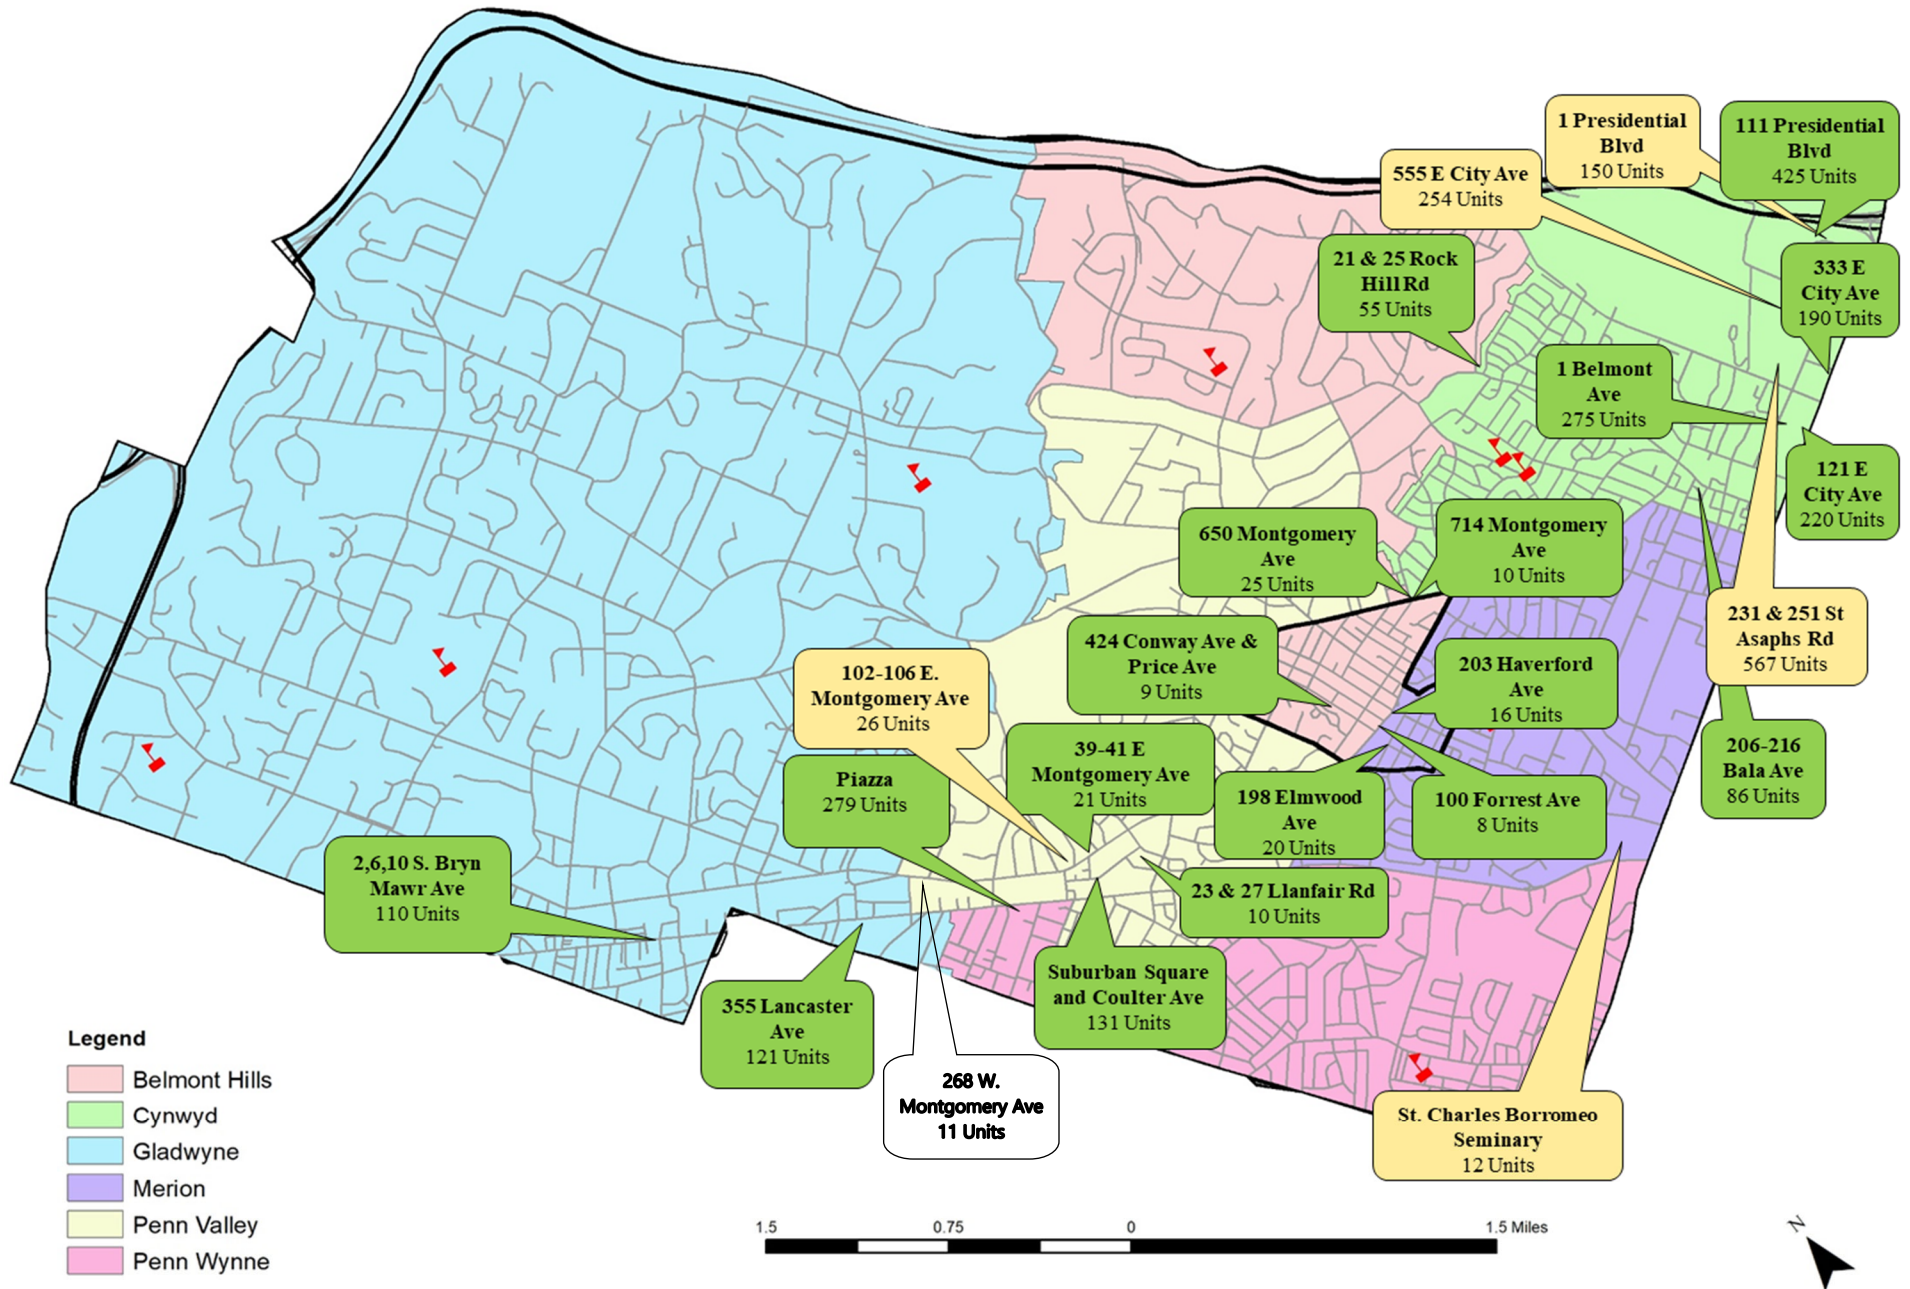 1 Presidential
Blvd
150 Units
111 Presidential
Blvd
425 Units
555 E City Ave
254 Units
21 & 25 Rock
Hill Rd
55 Units
333 E
City Ave
190 Units
1 Belmont
Ave
275 Units
121 E
City Ave
220 Units
650 Montgomery
Ave
25 Units
714 Montgomery
Ave
10 Units
231 & 251 St
Asaphs Rd
567 Units
424 Conway Ave &
Price Ave
9 Units
203 Haverford
Ave
16 Units
102-106 E.
Montgomery Ave
26 Units
39-41 E
Montgomery Ave
21 Units
206-216
Bala Ave
86 Units
Piazza
279 Units
198 Elmwood
Ave
20 Units
100 Forrest Ave
8 Units
2,6,10 S. Bryn
Mawr Ave
110 Units
23 & 27 Llanfair Rd
10 Units
Suburban Square
and Coulter Ave
131 Units
355 Lancaster
Ave
121 Units
268 W.
Montgomery Ave
11 Units
St. Charles Borromeo
Seminary
12 Units
Legend
Belmont Hills
Cynwyd
Gladwyne
Merion
Penn Valley
Penn Wynne
1.5 0.75 0 1.5 Miles
N